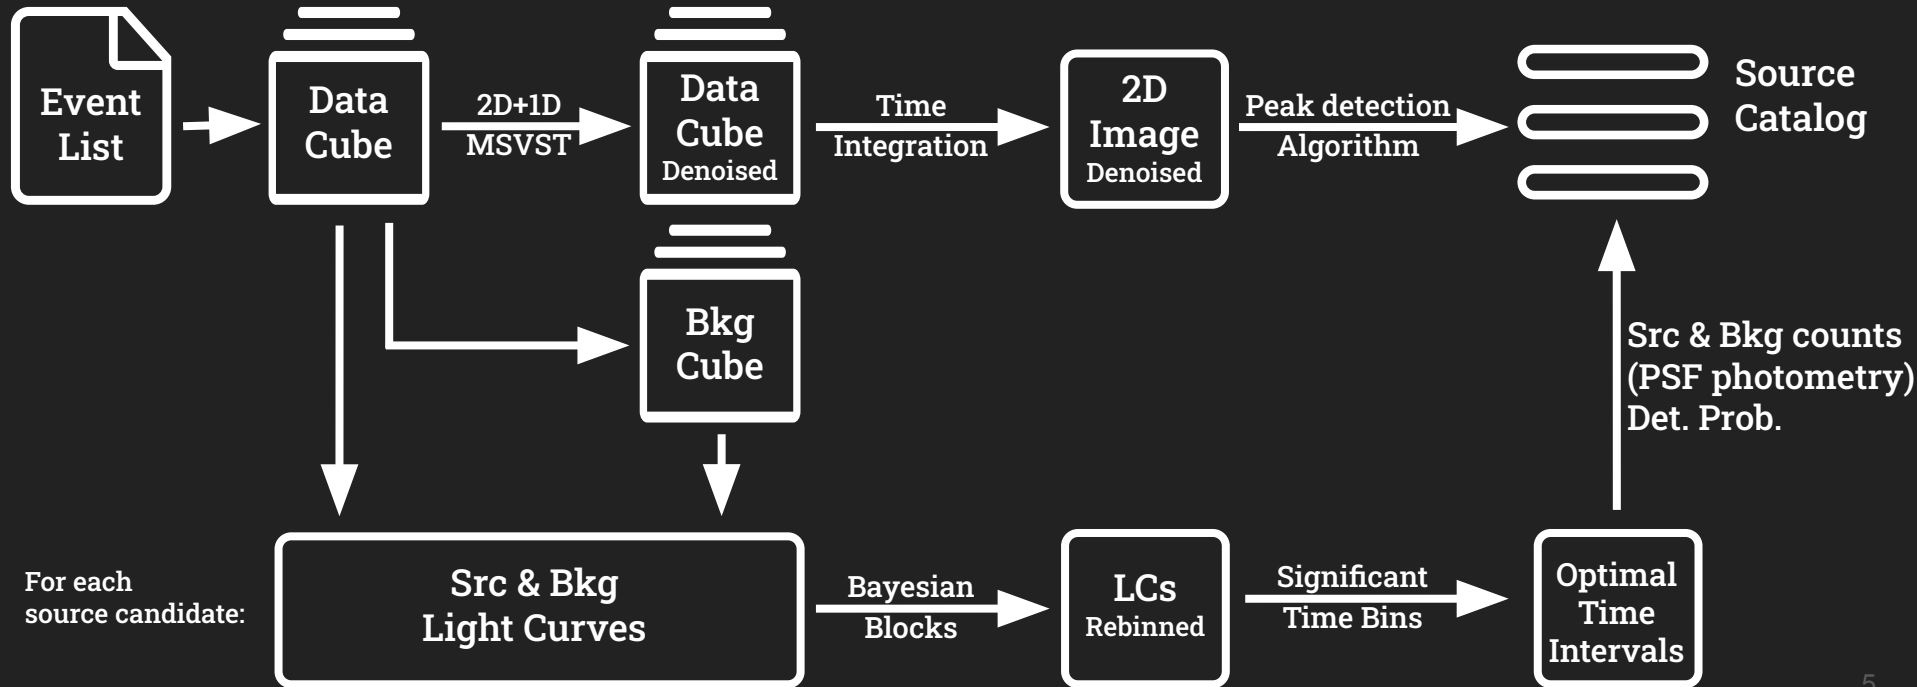 Event
List
Data
Cube
2D+1D
MSVST
Data
Cube
Denoised
Time
Integration
2D
Image
Denoised
Peak detection
Algorithm
Source
Catalog
Bkg
Cube
Src & Bkg counts
(PSF photometry)
Det. Prob.
For each
source candidate:
Src & Bkg
Light Curves
Bayesian
Blocks
LCs
Rebinned
Significant
Time Bins
Optimal
Time
Intervals
5